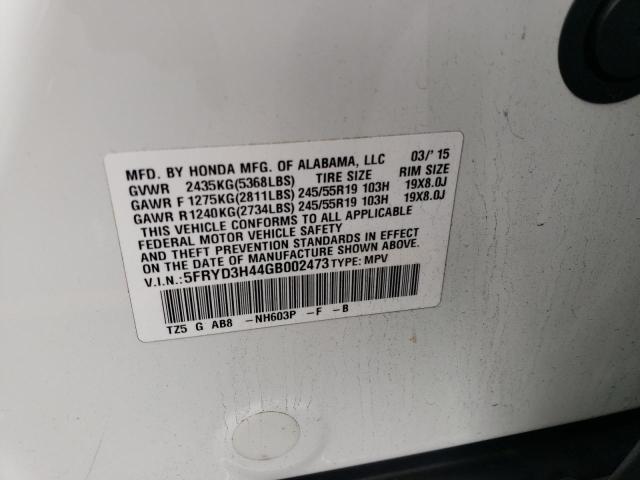 MFD. BY HONDA MFG. OF ALABAMA, LLC 03/'15
GVWR 2435KG(5368LBS) TIRE SIZE RIM SIZE
GAWR F 1275KG(2811LBS) 245/55R19 103H 19X8.0J
GAWR R 1240KG(2734LBS) 245/55R19 103H 19X8.0J
THIS VEHICLE CONFORMS TO ALL APPLICABLE
FEDERAL MOTOR VEHICLE SAFETY
AND THEFT PREVENTION STANDARDS IN EFFECT
ON THE DATE OF MANUFACTURE SHOWN ABOVE.
V.I.N.: 5FRYD3H44GB002473 TYPE: MPV
TZ5 G AB8 -NH603P -F -B